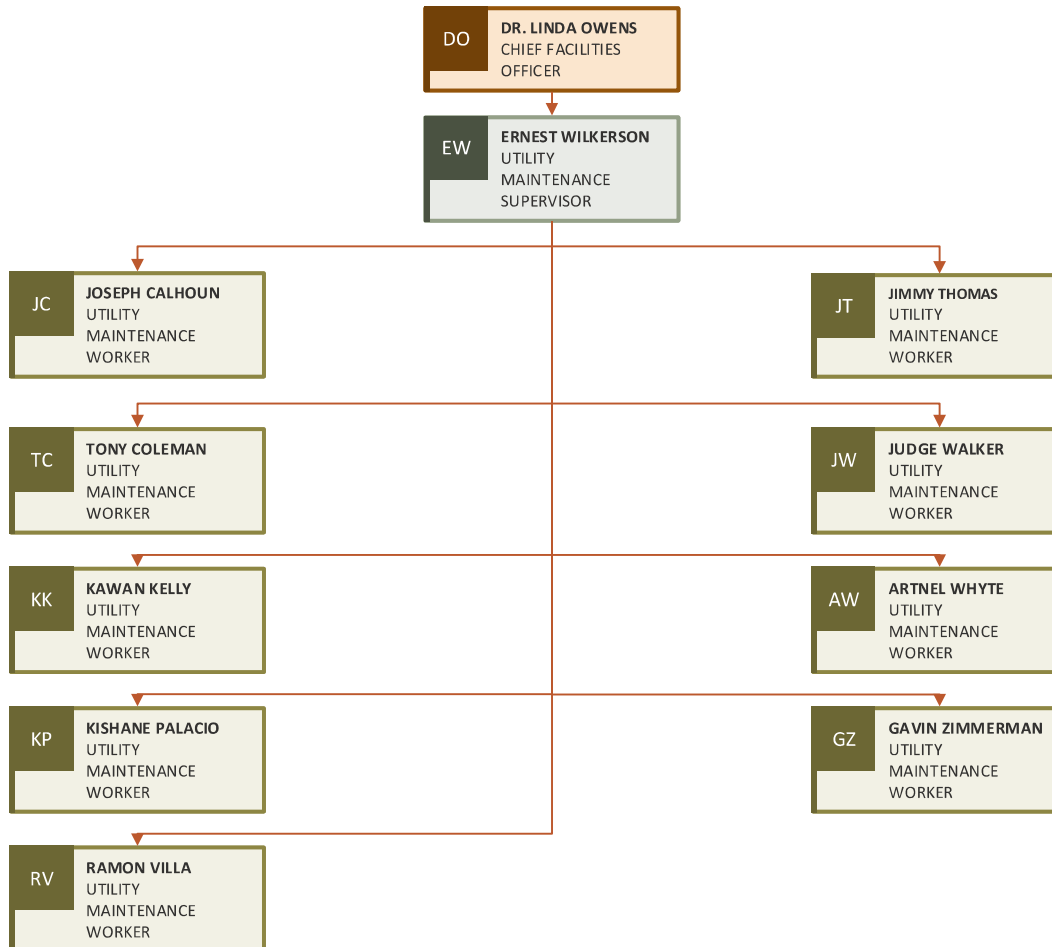 DO
DR. LINDA OWENS
CHIEF FACILITIES
OFFICER
EW
ERNEST WILKERSON
UTILITY
MAINTENANCE
SUPERVISOR
JC
JOSEPH CALHOUN
UTILITY
MAINTENANCE
WORKER
JT
JIMMY THOMAS
UTILITY
MAINTENANCE
WORKER
TC
TONY COLEMAN
UTILITY
MAINTENANCE
WORKER
JW
JUDGE WALKER
UTILITY
MAINTENANCE
WORKER
KK
KAWAN KELLY
UTILITY
MAINTENANCE
WORKER
AW
ARTNEL WHYTE
UTILITY
MAINTENANCE
WORKER
KP
KISHANE PALACIO
UTILITY
MAINTENANCE
WORKER
GZ
GAVIN ZIMMERMAN
UTILITY
MAINTENANCE
WORKER
RV
RAMON VILLA
UTILITY
MAINTENANCE
WORKER